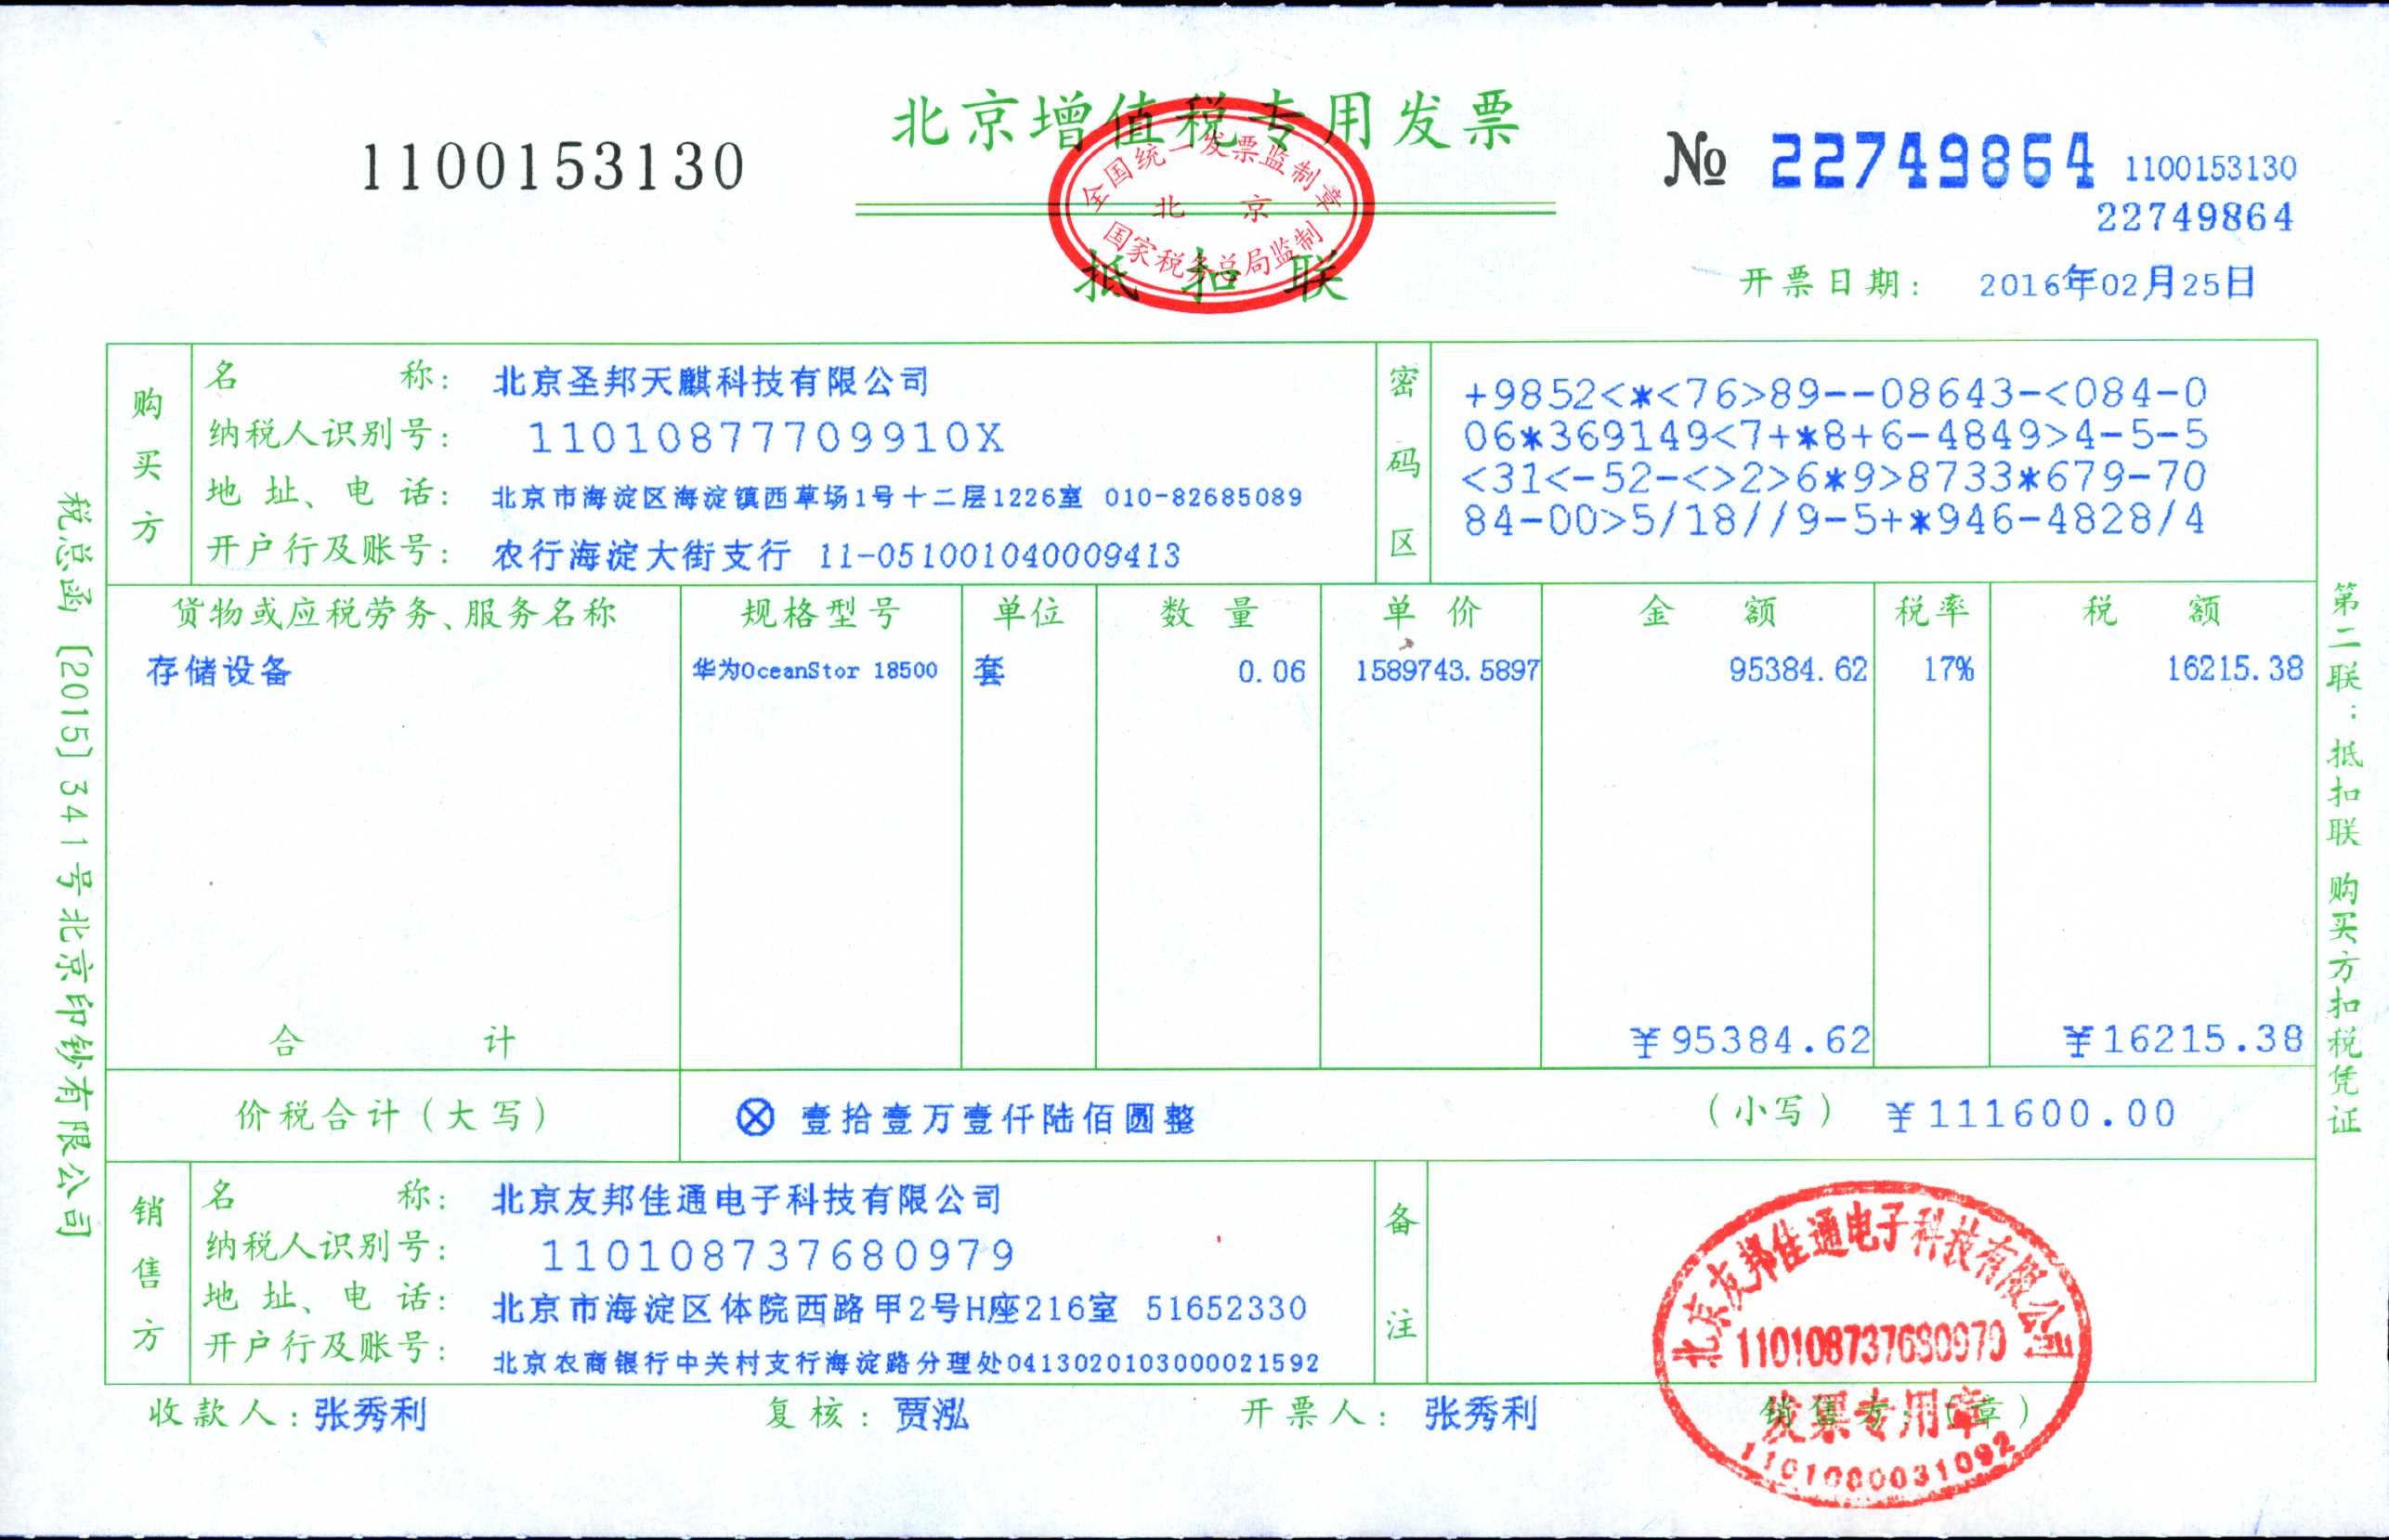 北京增值税专用发票
1100153130
№ 22749864 1100153130
22749864
全国统一发票监制章
北 京
国家税务总局监制
抵扣联
开票日期： 2016年02月25日
购买方
名称： 北京圣邦天麒科技有限公司
纳税人识别号： 11010877709910X
地址、电话： 北京市海淀区海淀镇西草场1号十二层1226室 010-82685089
开户行及账号： 农行海淀大街支行 11-051001040009413
密码区
+9852<*<76>89--08643-<084-0
06*369149<7+*8+6-4849>4-5-5
<31<-52-<>2>6*9>8733*679-70
84-00>5/18//9-5+*946-4828/4
货物或应税劳务、服务名称 规格型号 单位 数量 单价 金额 税率 税额
存储设备 华为OceanStor 18500 套 0.06 1589743.5897 95384.62 17% 16215.38
合计 ¥95384.62 ¥16215.38
价税合计（大写） ⊗ 壹拾壹万壹仟陆佰圆整 （小写） ¥111600.00
销售方
名称： 北京友邦佳通电子科技有限公司
纳税人识别号： 110108737680979
地址、电话： 北京市海淀区体院西路甲2号H座216室 51652330
开户行及账号： 北京农商银行中关村支行海淀路分理处0413020103000021592
备注
北京友邦佳通电子科技有限公司
110108737680979
发票专用章
1101080031092
收款人：张秀利 复核：贾泓 开票人：张秀利 销售方：（章）
税总函［2015］341号北京印钞有限公司
第二联：抵扣联 购买方扣税凭证